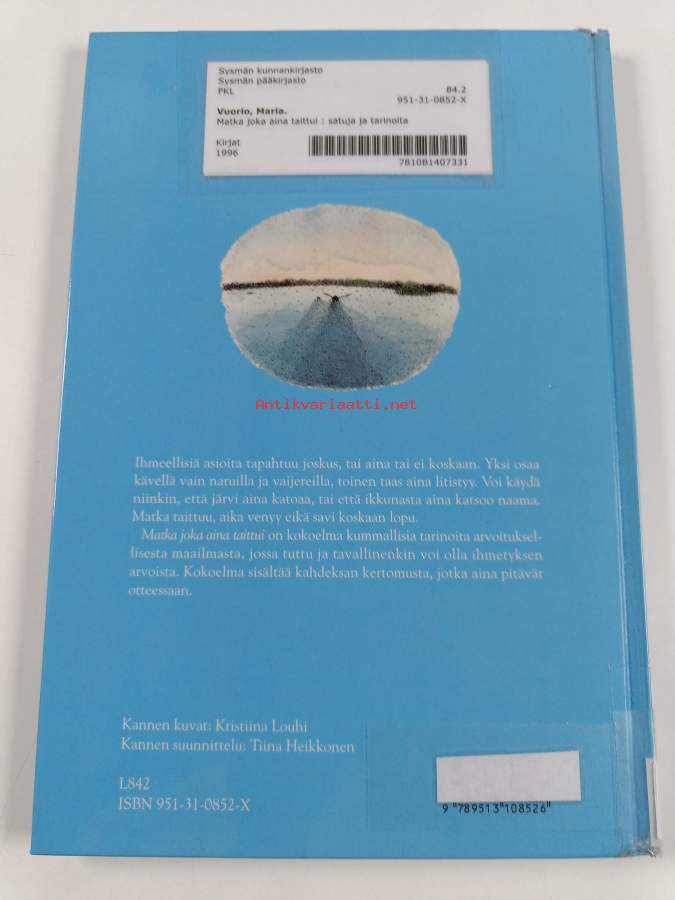 Sysmän kunnankirjasto
Sysmän pääkirjasto
PKL 84.2
951-31-0852-X
Vuorio, Maria.
Matka joka aina taittui : satuja ja tarinoita
Kirjat
1996
781081407331
Antikvariaatti.net
Ihmeellisiä asioita tapahtuu joskus, tai aina tai ei koskaan. Yksi osaa
kävellä vain naruilla ja vaijereilla, toinen taas aina litistyy. Voi käydä
niinkin, että järvi aina katoaa, tai että ikkunasta aina katsoo naama.
Matka taittuu, aika venyy eikä savi koskaan lopu.
Matka joka aina taittui on kokoelma kummallisia tarinoita arvoituksel-
lisesta maailmasta, jossa tuttu ja tavallinenkin voi olla ihmetyksen
arvoista. Kokoelma sisältää kahdeksan kertomusta, jotka aina pitävät
otteessaan.
Kannen kuvat: Kristiina Louhi
Kannen suunnittelu: Tiina Heikkonen
L842
ISBN 951-31-0852-X
9 "789513"108526"